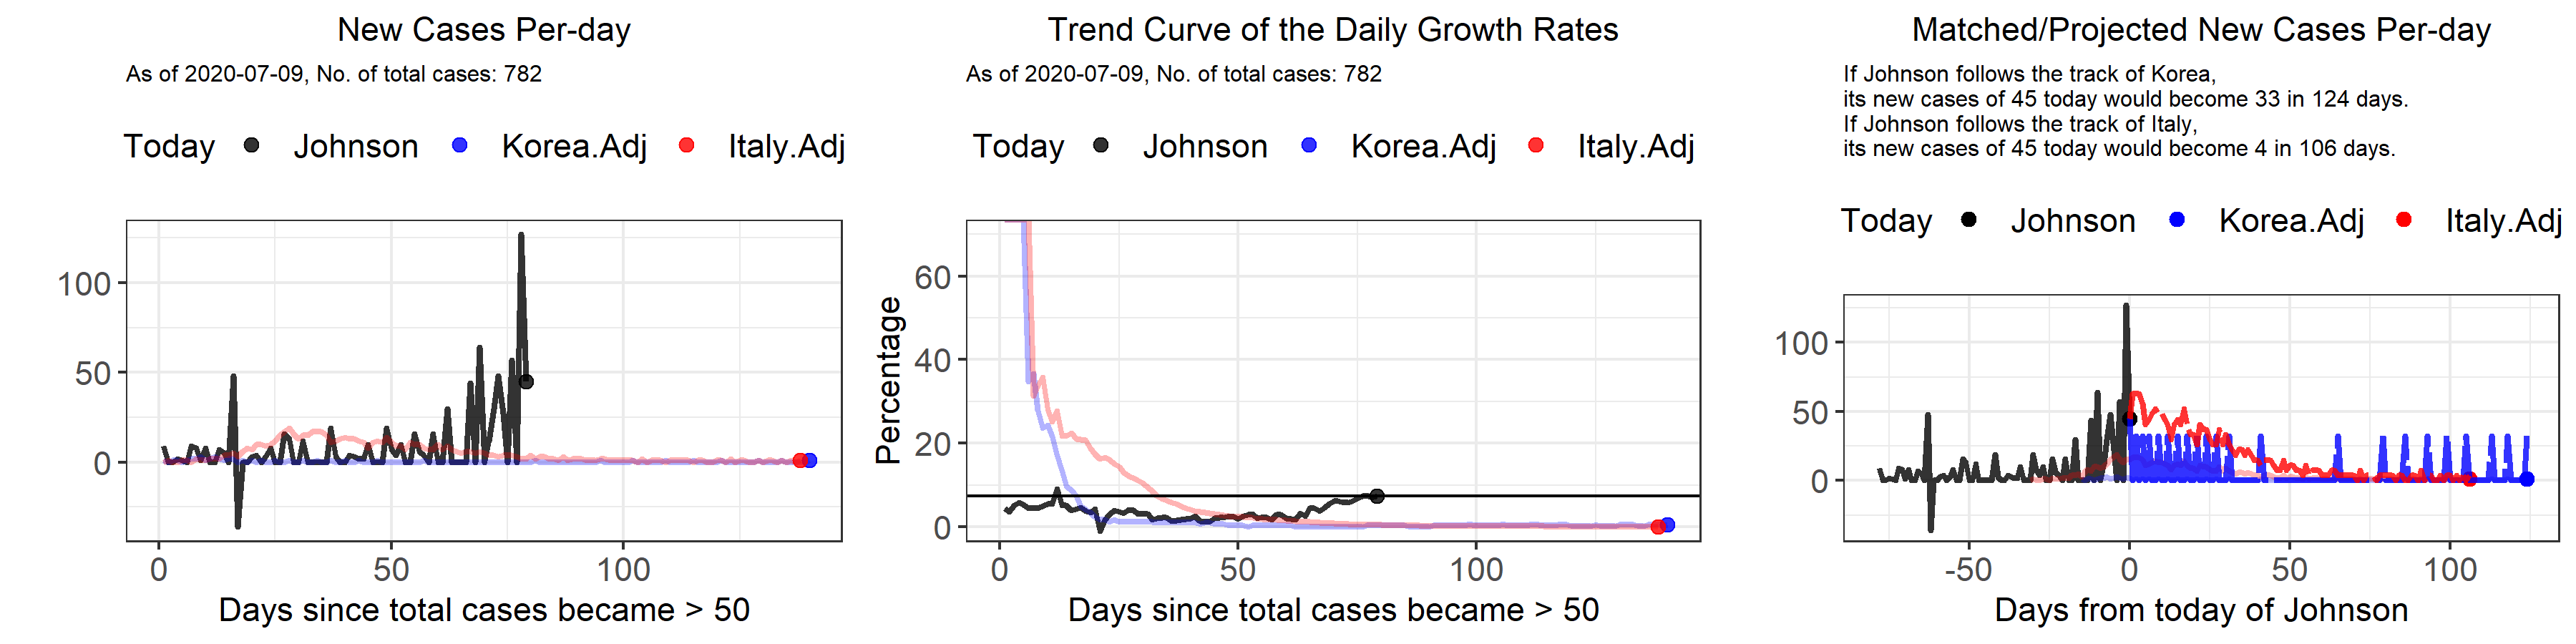 New Cases Per-day
As of 2020-07-09, No. of total cases: 782
Today Johnson Korea.Adj Italy.Adj
100
50
0
0 50 100
Days since total cases became > 50
Trend Curve of the Daily Growth Rates
As of 2020-07-09, No. of total cases: 782
Today Johnson Korea.Adj Italy.Adj
Percentage
60
40
20
0
0 50 100
Days since total cases became > 50
Matched/Projected New Cases Per-day
If Johnson follows the track of Korea,
its new cases of 45 today would become 33 in 124 days.
If Johnson follows the track of Italy,
its new cases of 45 today would become 4 in 106 days.
Today Johnson Korea.Adj Italy.Adj
100
50
0
-50 0 50 100
Days from today of Johnson